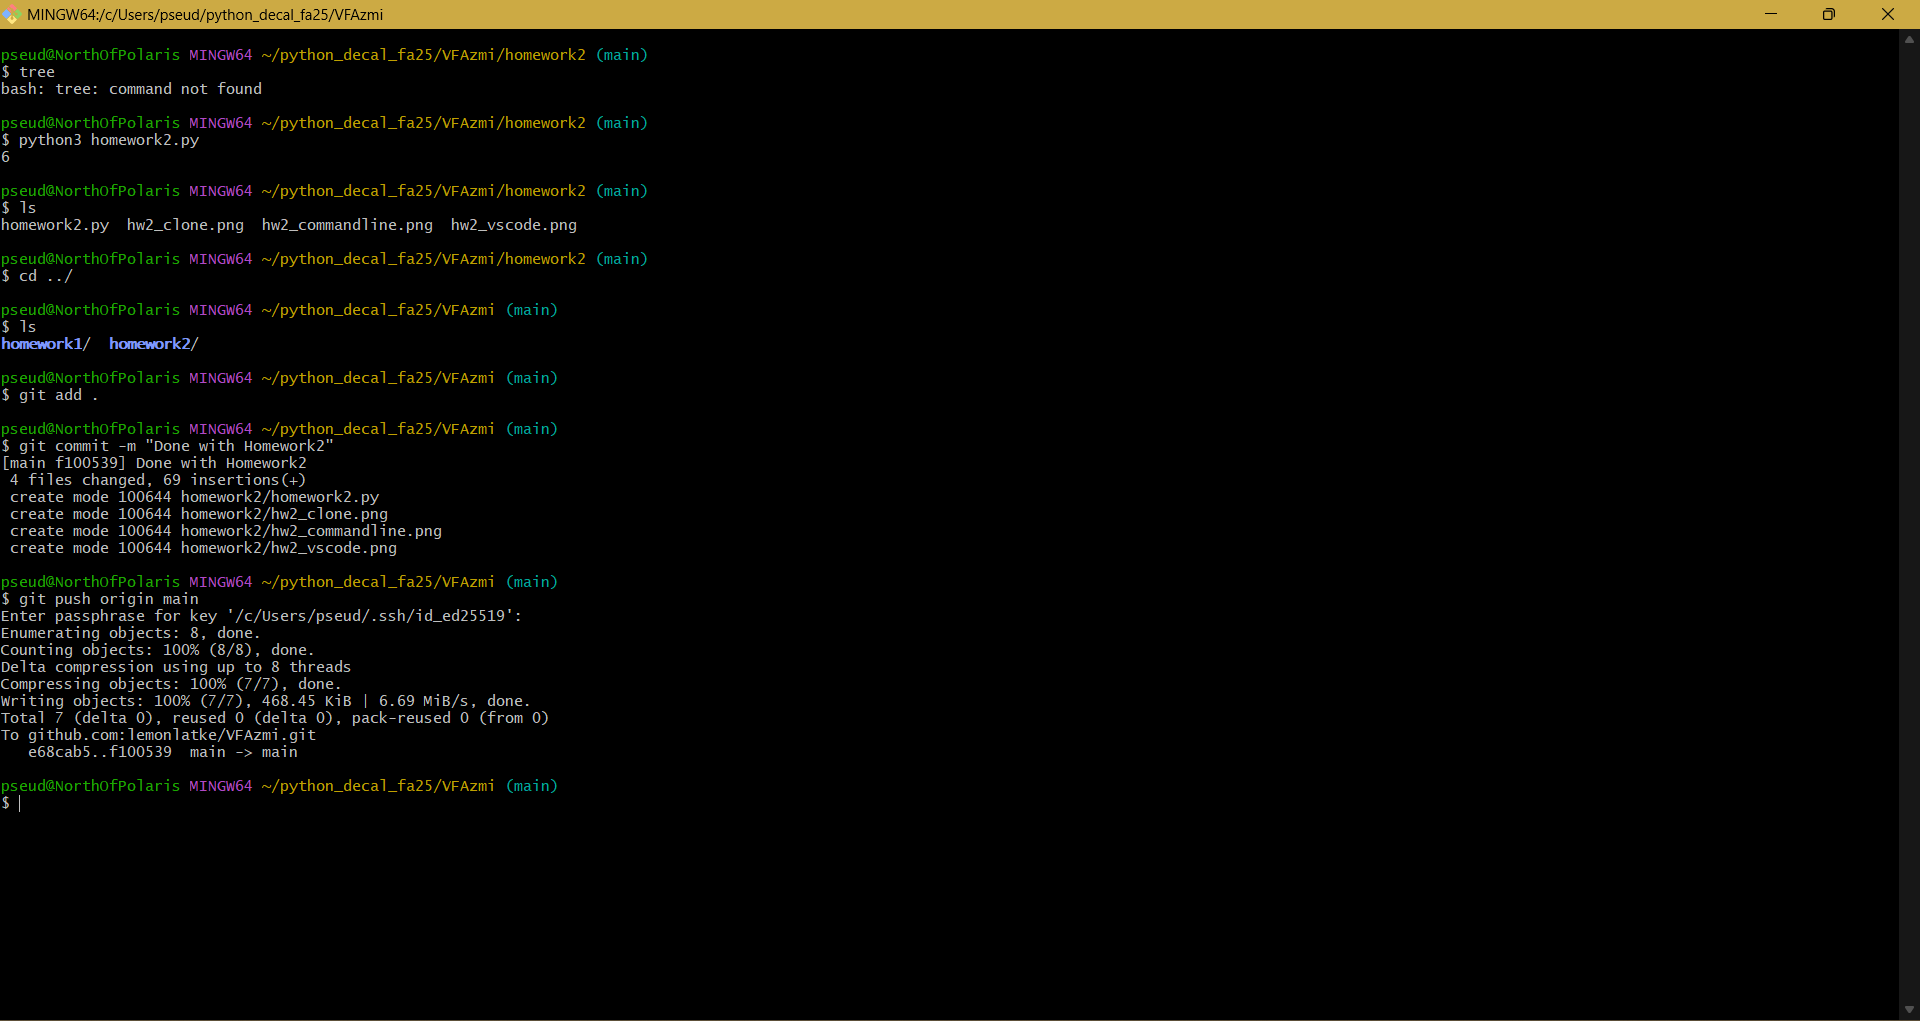 MINGW64:/c/Users/pseud/python_decal_fa25/VFAzmi
pseud@NorthOfPolaris MINGW64 ~/python_decal_fa25/VFAzmi/homework2 (main)
$ tree
bash: tree: command not found
pseud@NorthOfPolaris MINGW64 ~/python_decal_fa25/VFAzmi/homework2 (main)
$ python3 homework2.py
6
pseud@NorthOfPolaris MINGW64 ~/python_decal_fa25/VFAzmi/homework2 (main)
$ ls
homework2.py  hw2_clone.png  hw2_commandline.png  hw2_vscode.png
pseud@NorthOfPolaris MINGW64 ~/python_decal_fa25/VFAzmi/homework2 (main)
$ cd ../
pseud@NorthOfPolaris MINGW64 ~/python_decal_fa25/VFAzmi (main)
$ ls
homework1/  homework2/
pseud@NorthOfPolaris MINGW64 ~/python_decal_fa25/VFAzmi (main)
$ git add .
pseud@NorthOfPolaris MINGW64 ~/python_decal_fa25/VFAzmi (main)
$ git commit -m "Done with Homework2"
[main f100539] Done with Homework2
 4 files changed, 69 insertions(+)
 create mode 100644 homework2/homework2.py
 create mode 100644 homework2/hw2_clone.png
 create mode 100644 homework2/hw2_commandline.png
 create mode 100644 homework2/hw2_vscode.png
pseud@NorthOfPolaris MINGW64 ~/python_decal_fa25/VFAzmi (main)
$ git push origin main
Enter passphrase for key '/c/Users/pseud/.ssh/id_ed25519':
Enumerating objects: 8, done.
Counting objects: 100% (8/8), done.
Delta compression using up to 8 threads
Compressing objects: 100% (7/7), done.
Writing objects: 100% (7/7), 468.45 KiB | 6.69 MiB/s, done.
Total 7 (delta 0), reused 0 (delta 0), pack-reused 0 (from 0)
To github.com:lemonlatke/VFAzmi.git
   e68cab5..f100539  main -> main
pseud@NorthOfPolaris MINGW64 ~/python_decal_fa25/VFAzmi (main)
$